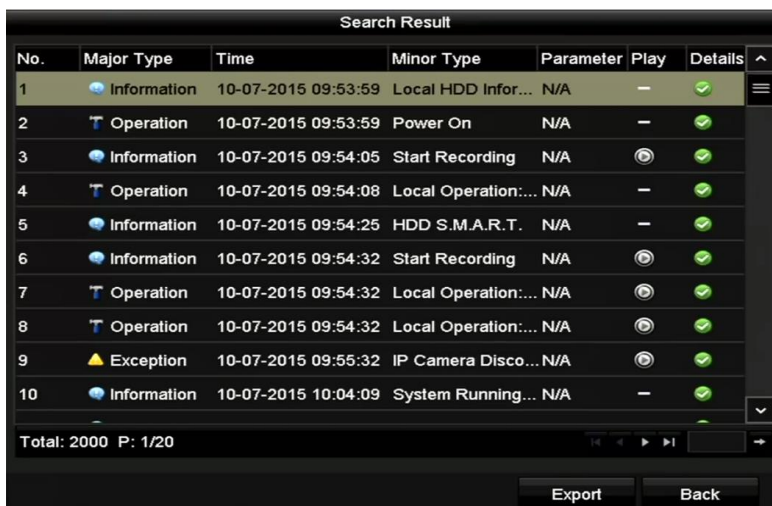 Search Result
No. Major Type Time Minor Type Parameter Play Details
1 Information 10-07-2015 09:53:59 Local HDD Infor... N/A –
2 Operation 10-07-2015 09:53:59 Power On N/A –
3 Information 10-07-2015 09:54:05 Start Recording N/A
4 Operation 10-07-2015 09:54:08 Local Operation:... N/A –
5 Information 10-07-2015 09:54:25 HDD S.M.A.R.T. N/A –
6 Information 10-07-2015 09:54:32 Start Recording N/A
7 Operation 10-07-2015 09:54:32 Local Operation:... N/A
8 Operation 10-07-2015 09:54:32 Local Operation:... N/A
9 Exception 10-07-2015 09:55:32 IP Camera Disco... N/A
10 Information 10-07-2015 10:04:09 System Running... N/A –
Total: 2000 P: 1/20
Export Back